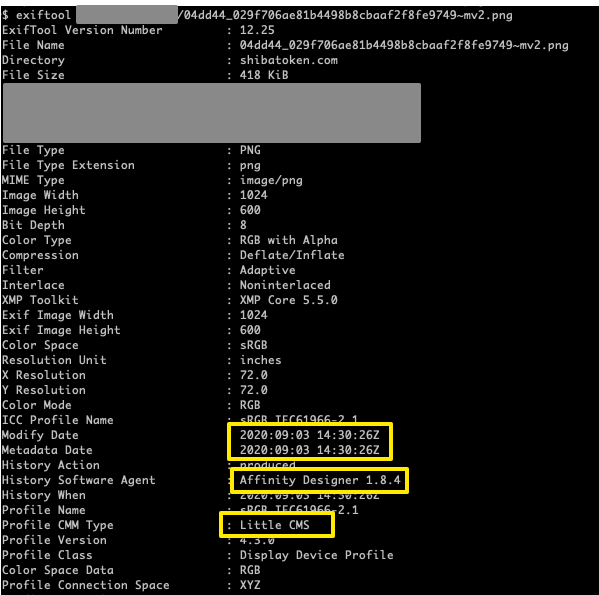 $ exiftool /04dd44_029f706ae81b4498b8cbaaf2f8fe9749~mv2.png
ExifTool Version Number : 12.25
File Name : 04dd44_029f706ae81b4498b8cbaaf2f8fe9749~mv2.png
Directory : shibatoken.com
File Size : 418 KiB
File Type : PNG
File Type Extension : png
MIME Type : image/png
Image Width : 1024
Image Height : 600
Bit Depth : 8
Color Type : RGB with Alpha
Compression : Deflate/Inflate
Filter : Adaptive
Interlace : Noninterlaced
XMP Toolkit : XMP Core 5.5.0
Exif Image Width : 1024
Exif Image Height : 600
Color Space : sRGB
Resolution Unit : inches
X Resolution : 72.0
Y Resolution : 72.0
Color Mode : RGB
ICC Profile Name : sRGB IEC61966-2.1
Modify Date : 2020:09:03 14:30:26Z
Metadata Date : 2020:09:03 14:30:26Z
History Action : produced
History Software Agent : Affinity Designer 1.8.4
History When : 2020:09:03 14:30:26Z
Profile Name : sRGB IEC61966-2.1
Profile CMM Type : Little CMS
Profile Version : 4.3.0
Profile Class : Display Device Profile
Color Space Data : RGB
Profile Connection Space : XYZ